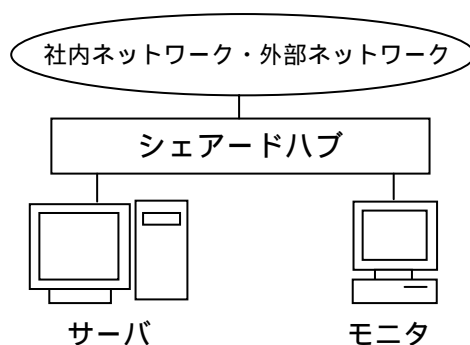 社内ネットワーク・外部ネットワーク
シェアードハブ
サーバ
モニタ